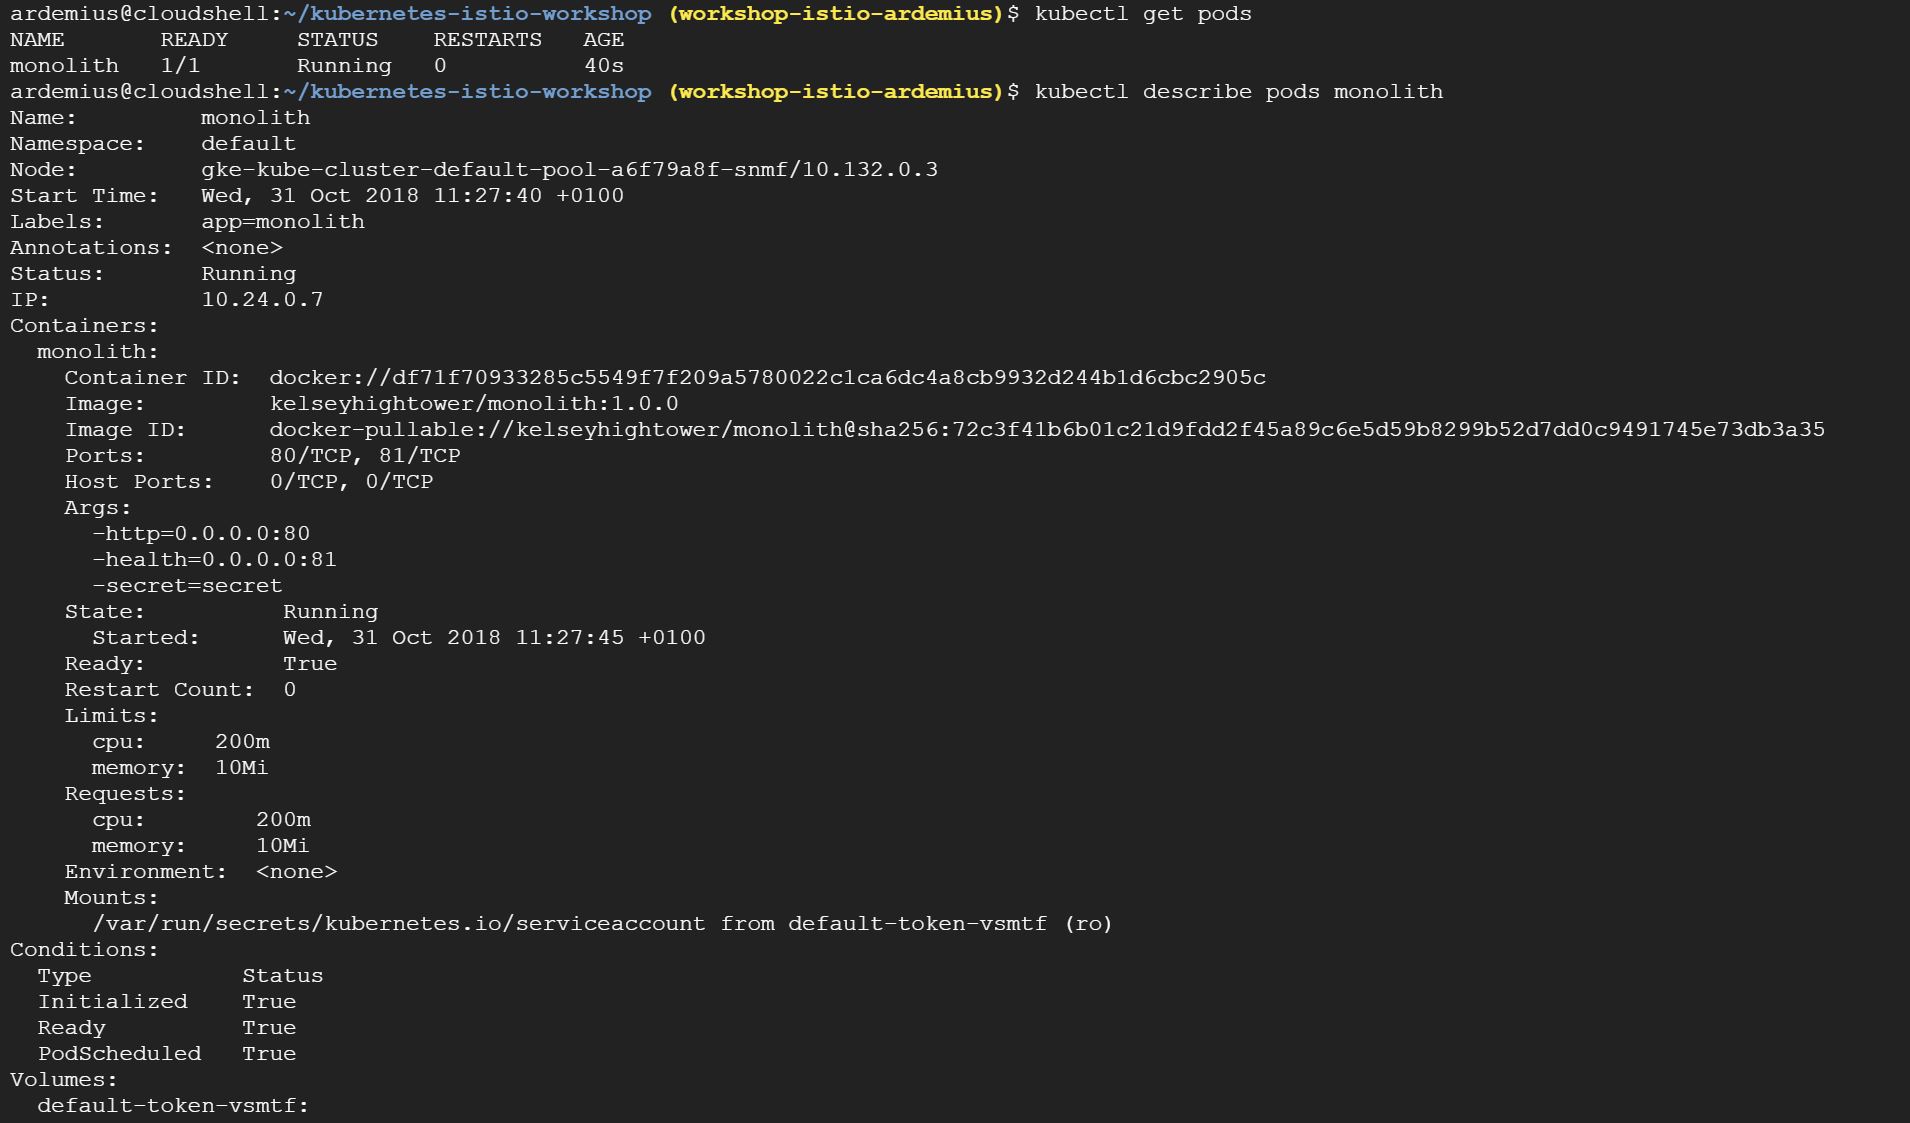 ardemius@cloudshell:~/kubernetes-istio-workshop (workshop-istio-ardemius)$ kubectl get pods
NAME       READY     STATUS    RESTARTS   AGE
monolith   1/1       Running   0          40s
ardemius@cloudshell:~/kubernetes-istio-workshop (workshop-istio-ardemius)$ kubectl describe pods monolith
Name:         monolith
Namespace:    default
Node:         gke-kube-cluster-default-pool-a6f79a8f-snmf/10.132.0.3
Start Time:   Wed, 31 Oct 2018 11:27:40 +0100
Labels:       app=monolith
Annotations:  <none>
Status:       Running
IP:           10.24.0.7
Containers:
  monolith:
    Container ID:  docker://df71f70933285c5549f7f209a5780022c1ca6dc4a8cb9932d244b1d6cbc2905c
    Image:         kelseyhightower/monolith:1.0.0
    Image ID:      docker-pullable://kelseyhightower/monolith@sha256:72c3f41b6b01c21d9fdd2f45a89c6e5d59b8299b52d7dd0c9491745e73db3a35
    Ports:         80/TCP, 81/TCP
    Host Ports:    0/TCP, 0/TCP
    Args:
      -http=0.0.0.0:80
      -health=0.0.0.0:81
      -secret=secret
    State:          Running
      Started:      Wed, 31 Oct 2018 11:27:45 +0100
    Ready:          True
    Restart Count:  0
    Limits:
      cpu:     200m
      memory:  10Mi
    Requests:
      cpu:        200m
      memory:     10Mi
    Environment:  <none>
    Mounts:
      /var/run/secrets/kubernetes.io/serviceaccount from default-token-vsmtf (ro)
Conditions:
  Type           Status
  Initialized    True
  Ready          True
  PodScheduled   True
Volumes:
  default-token-vsmtf: